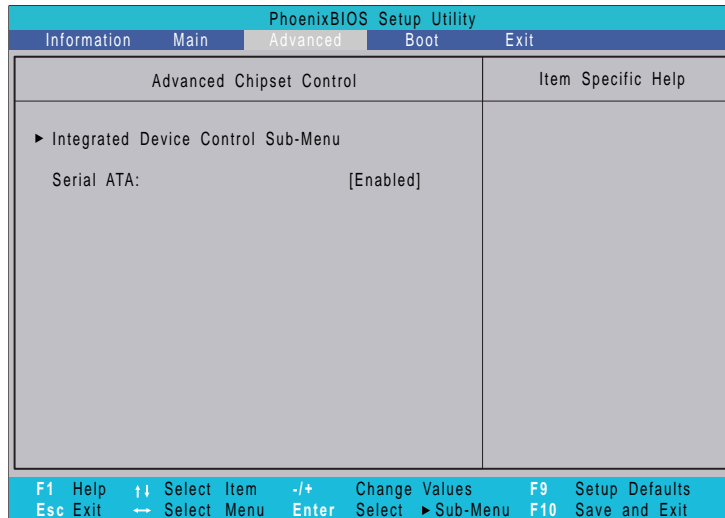 PhoenixBIOS Setup Utility
Information Main Advanced Boot Exit
Advanced Chipset Control
Item Specific Help
► Integrated Device Control Sub-Menu
Serial ATA: [Enabled]
F1 Help ↑↓ Select Item -/+ Change Values F9 Setup Defaults
Esc Exit ↔ Select Menu Enter Select ► Sub-Menu F10 Save and Exit